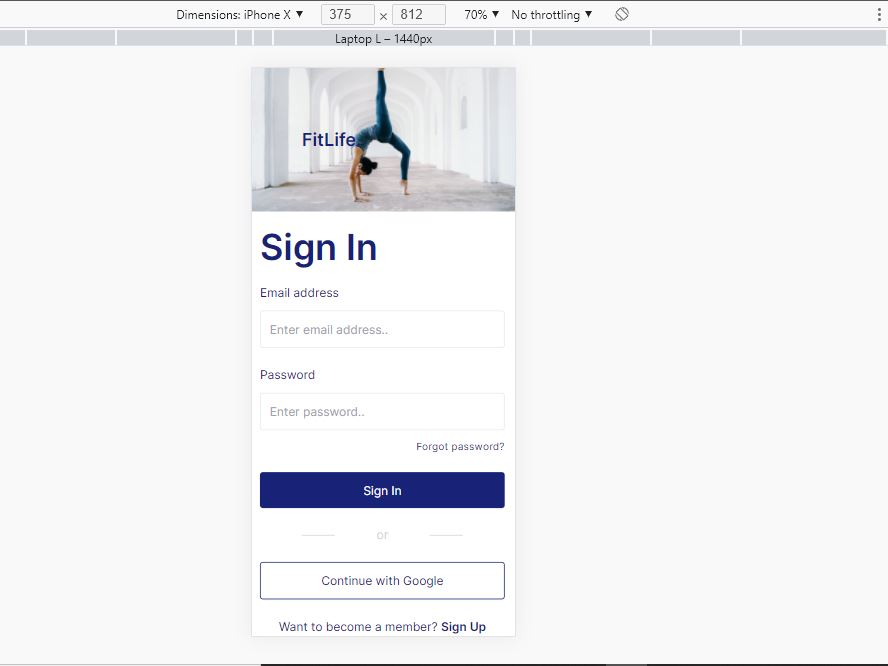 Dimensions: iPhone X ▼ 375 × 812 70% ▼ No throttling ▼
Laptop L – 1440px
FitLife
Sign In
Email address
Enter email address..
Password
Enter password..
Forgot password?
Sign In
or
Continue with Google
Want to become a member? Sign Up